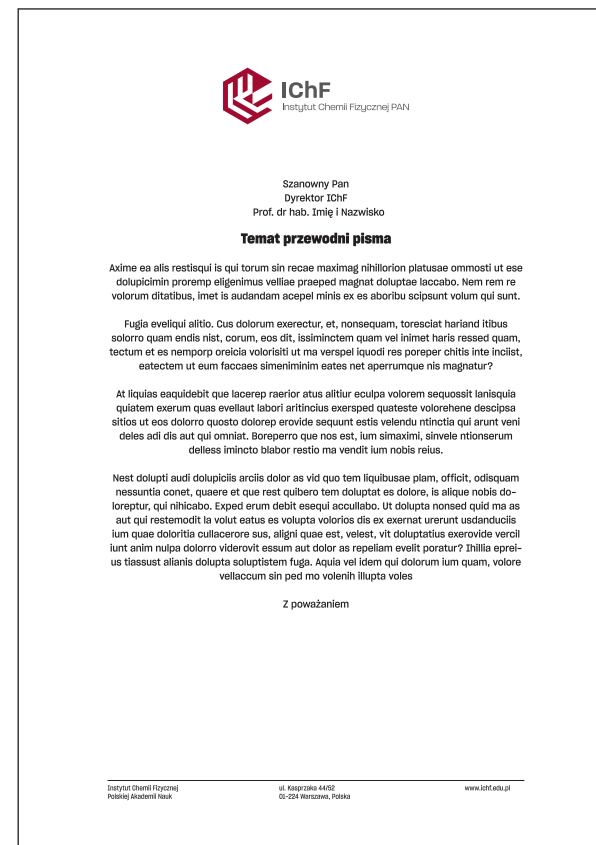 IChF
Instytut Chemii Fizycznej PAN
Szanowny Pan
Dyrektor IChF
Prof. dr hab. Imię i Nazwisko
Temat przewodni pisma
Axime ea alis restisqui is qui torum sin recae maximag nihillorion platusae ommosti ut ese
dolupicimin proremp eligenimus velliae praeped magnat doluptae laccabo. Nem rem re
volorum ditatibus, imet is audandam acepel minis ex es aboribu scipsunt volum qui sunt.
Fugia eveliqui alitio. Cus dolorum exerectur, et, nonsequam, toresciat hariand itibus
solorro quam endis nist, corum, eos dit, issiminctem quam vel inimet haris ressed quam,
tectum et es nemporp oreicia volorisiti ut ma verspel iquodi res poreper chitis inte inciist,
eatectem ut eum faccaes simeniminim eates net aperrumque nis magnatur?
At liquias eaquidebit que lacerep raerior atus alitiur eculpa volorem sequossit lanisquia
quiatem exerum quas evellaut labori aritincius exersped quateste volorehene descipsa
sitios ut eos dolorro quosto dolorep erovide sequunt estis velendu ntinctia qui arunt veni
deles adi dis aut qui omniat. Boreperro que nos est, ium simaximi, sinvele ntionserum
delless imincto blabor restio ma vendit ium nobis reius.
Nest dolupti audi dolupiciis arciis dolor as vid quo tem liquibusae plam, officit, odisquam
nessuntia conet, quaere et que rest quibero tem doluptat es dolore, is alique nobis do-
loreptur, qui nihicabo. Exped erum debit esequi accullabo. Ut dolupta nonsed quid ma as
aut qui restemodit la volut eatus es volupta volorios dis ex exernat urerunt usdanduciis
ium quae doloritia cullacerore sus, aligni quae est, velest, vit doluptatius exerovide vercil
iunt anim nulpa dolorro viderovit essum aut dolor as repeliam evelit poratur? Ihillia eprei-
us tiassust alianis dolupta soluptistem fuga. Aquia vel idem qui dolorum ium quam, volore
vellaccum sin ped mo volenih illupta voles
Z poważaniem
Instytut Chemii Fizycznej
Polskiej Akademii Nauk
ul. Kasprzaka 44/52
01-224 Warszawa, Polska
www.ichf.edu.pl